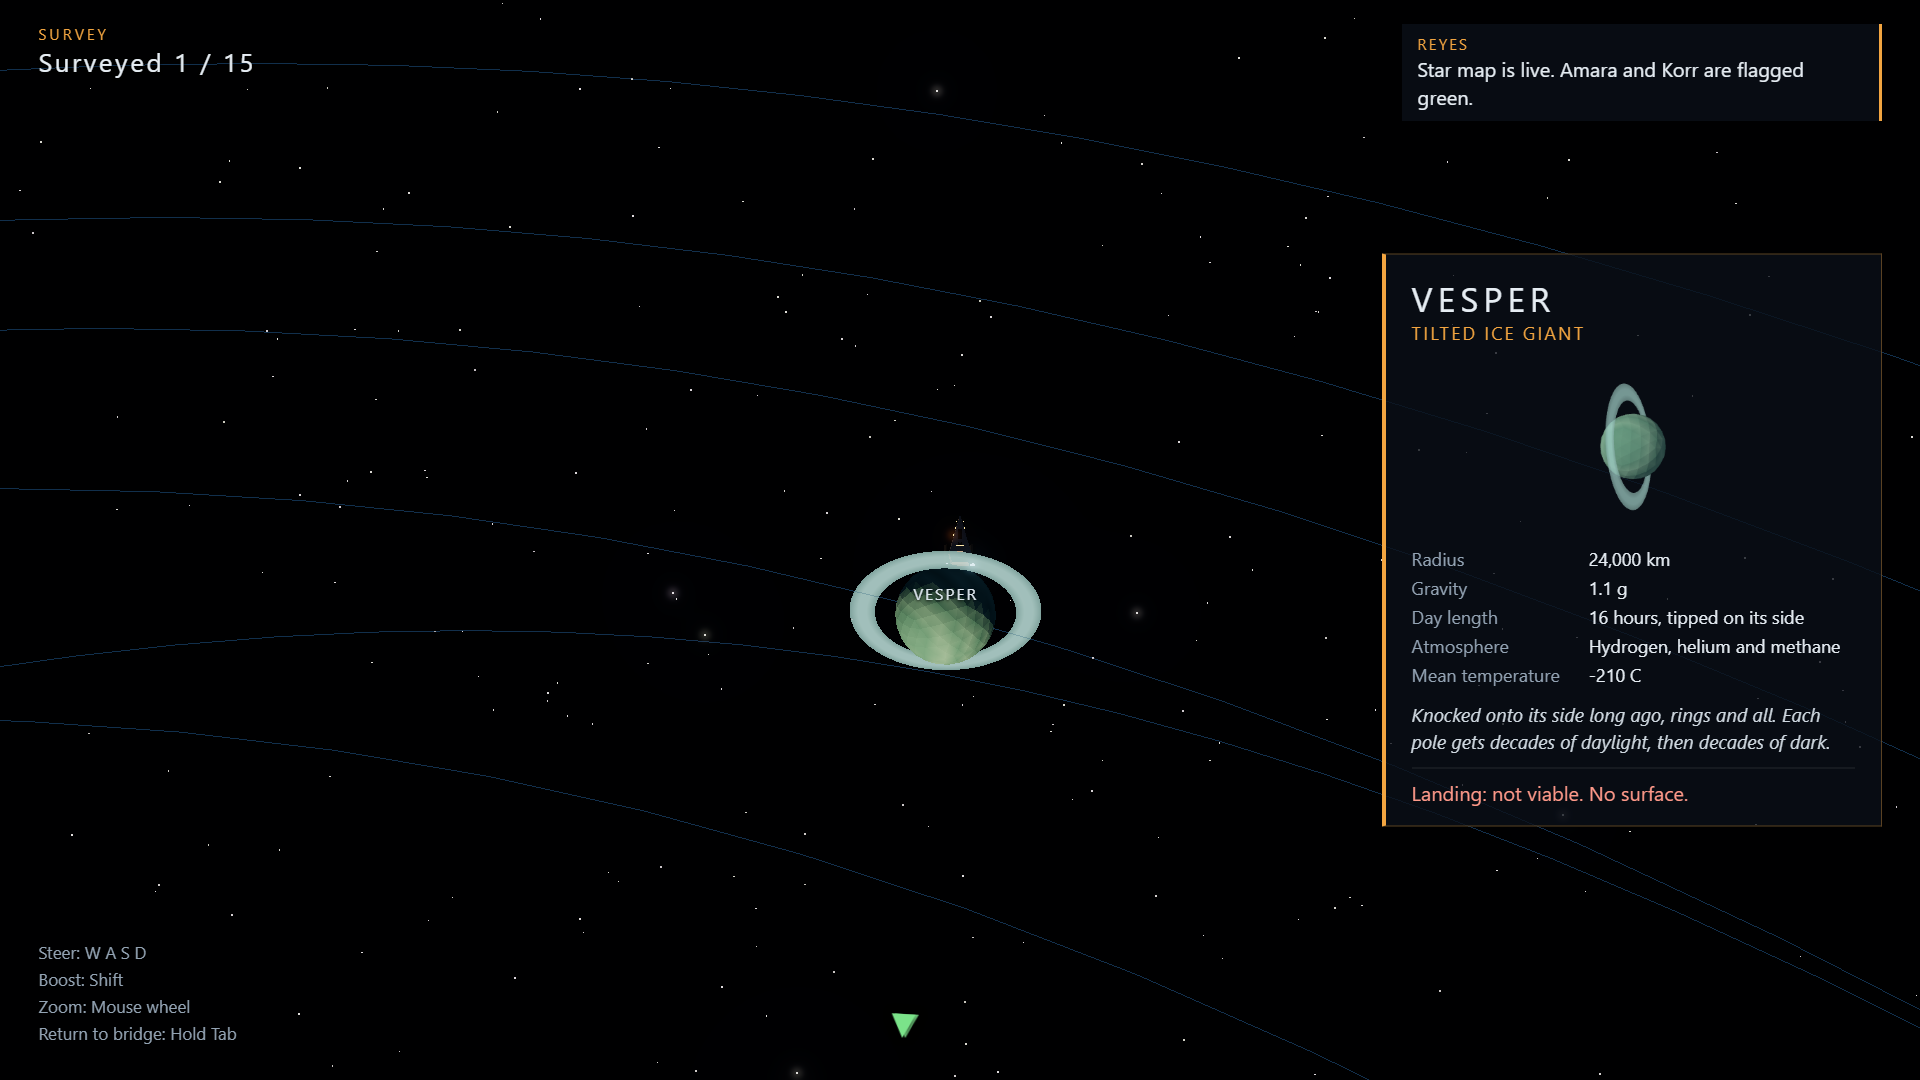 SURVEY
Surveyed 1 / 15
REYES
Star map is live. Amara and Korr are flagged
green.
VESPER
TILTED ICE GIANT
VESPER
Radius 24,000 km
Gravity 1.1 g
Day length 16 hours, tipped on its side
Atmosphere Hydrogen, helium and methane
Mean temperature -210 C
Knocked onto its side long ago, rings and all. Each
pole gets decades of daylight, then decades of dark.
Landing: not viable. No surface.
Steer: W A S D
Boost: Shift
Zoom: Mouse wheel
Return to bridge: Hold Tab